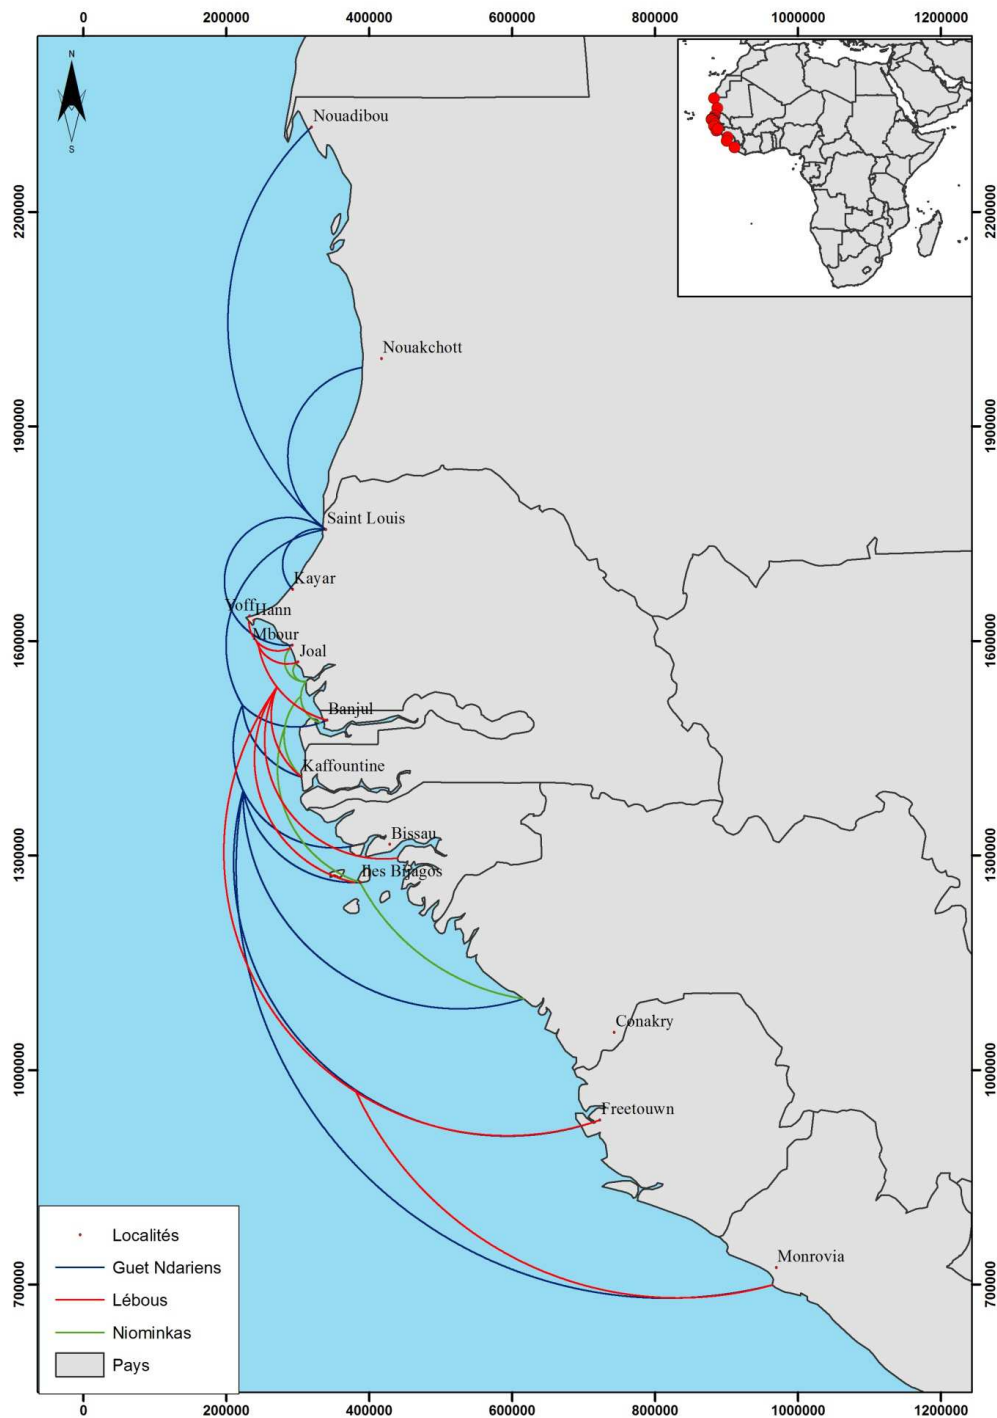 0 200000 400000 600000 800000 1000000 1200000
N
S
Nouadibou
2200000 2200000
Nouakchott
1900000 1900000
Saint Louis
Kayar
Yoff Hann
Mbour
1600000 1600000
Joal
Banjul
Kaffountine
Bissau
1300000 1300000
Iles Bijagos
Conakry
1000000 1000000
Freetouwn
Monrovia
700000 700000
Localités
Guet Ndariens
Lébous
Niominkas
Pays
0 200000 400000 600000 800000 1000000 1200000